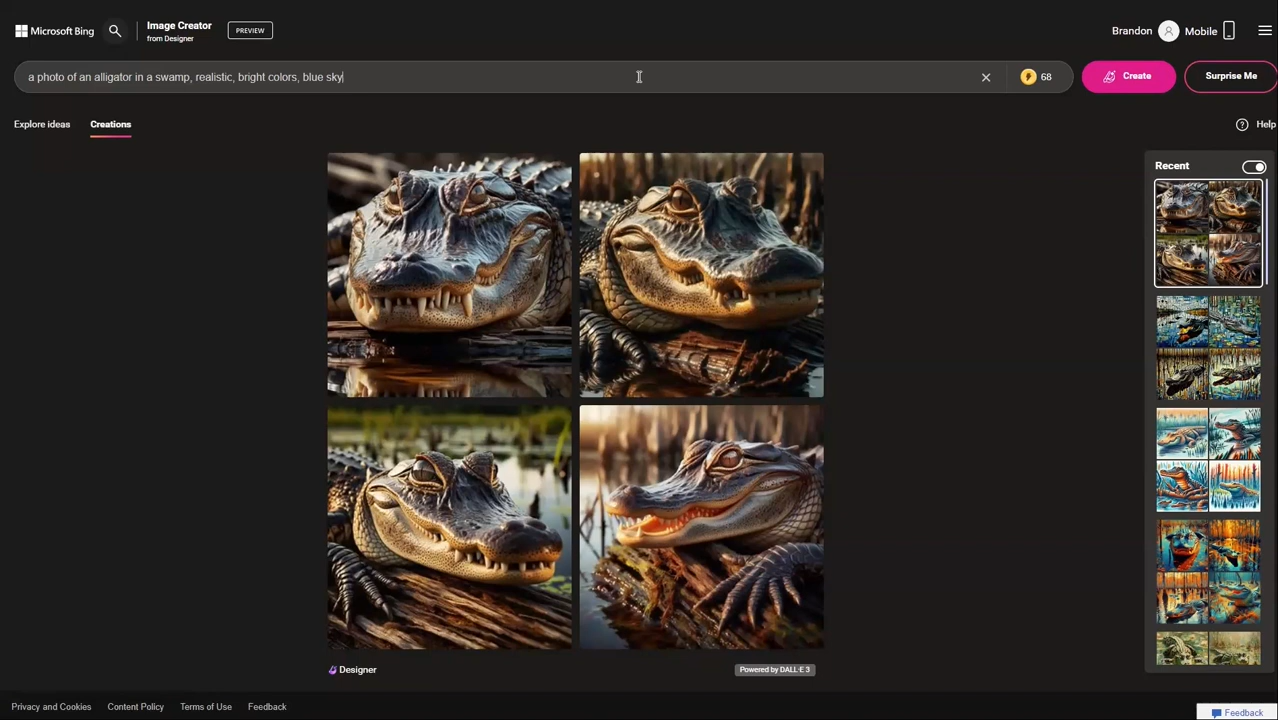 Microsoft Bing
Image Creator
from Designer
PREVIEW
Brandon
Mobile
a photo of an alligator in a swamp, realistic, bright colors, blue sky
68
Create
Surprise Me
Explore ideas
Creations
Help
Recent
Designer
Powered by DALL·E 3
Privacy and Cookies
Content Policy
Terms of Use
Feedback
Feedback